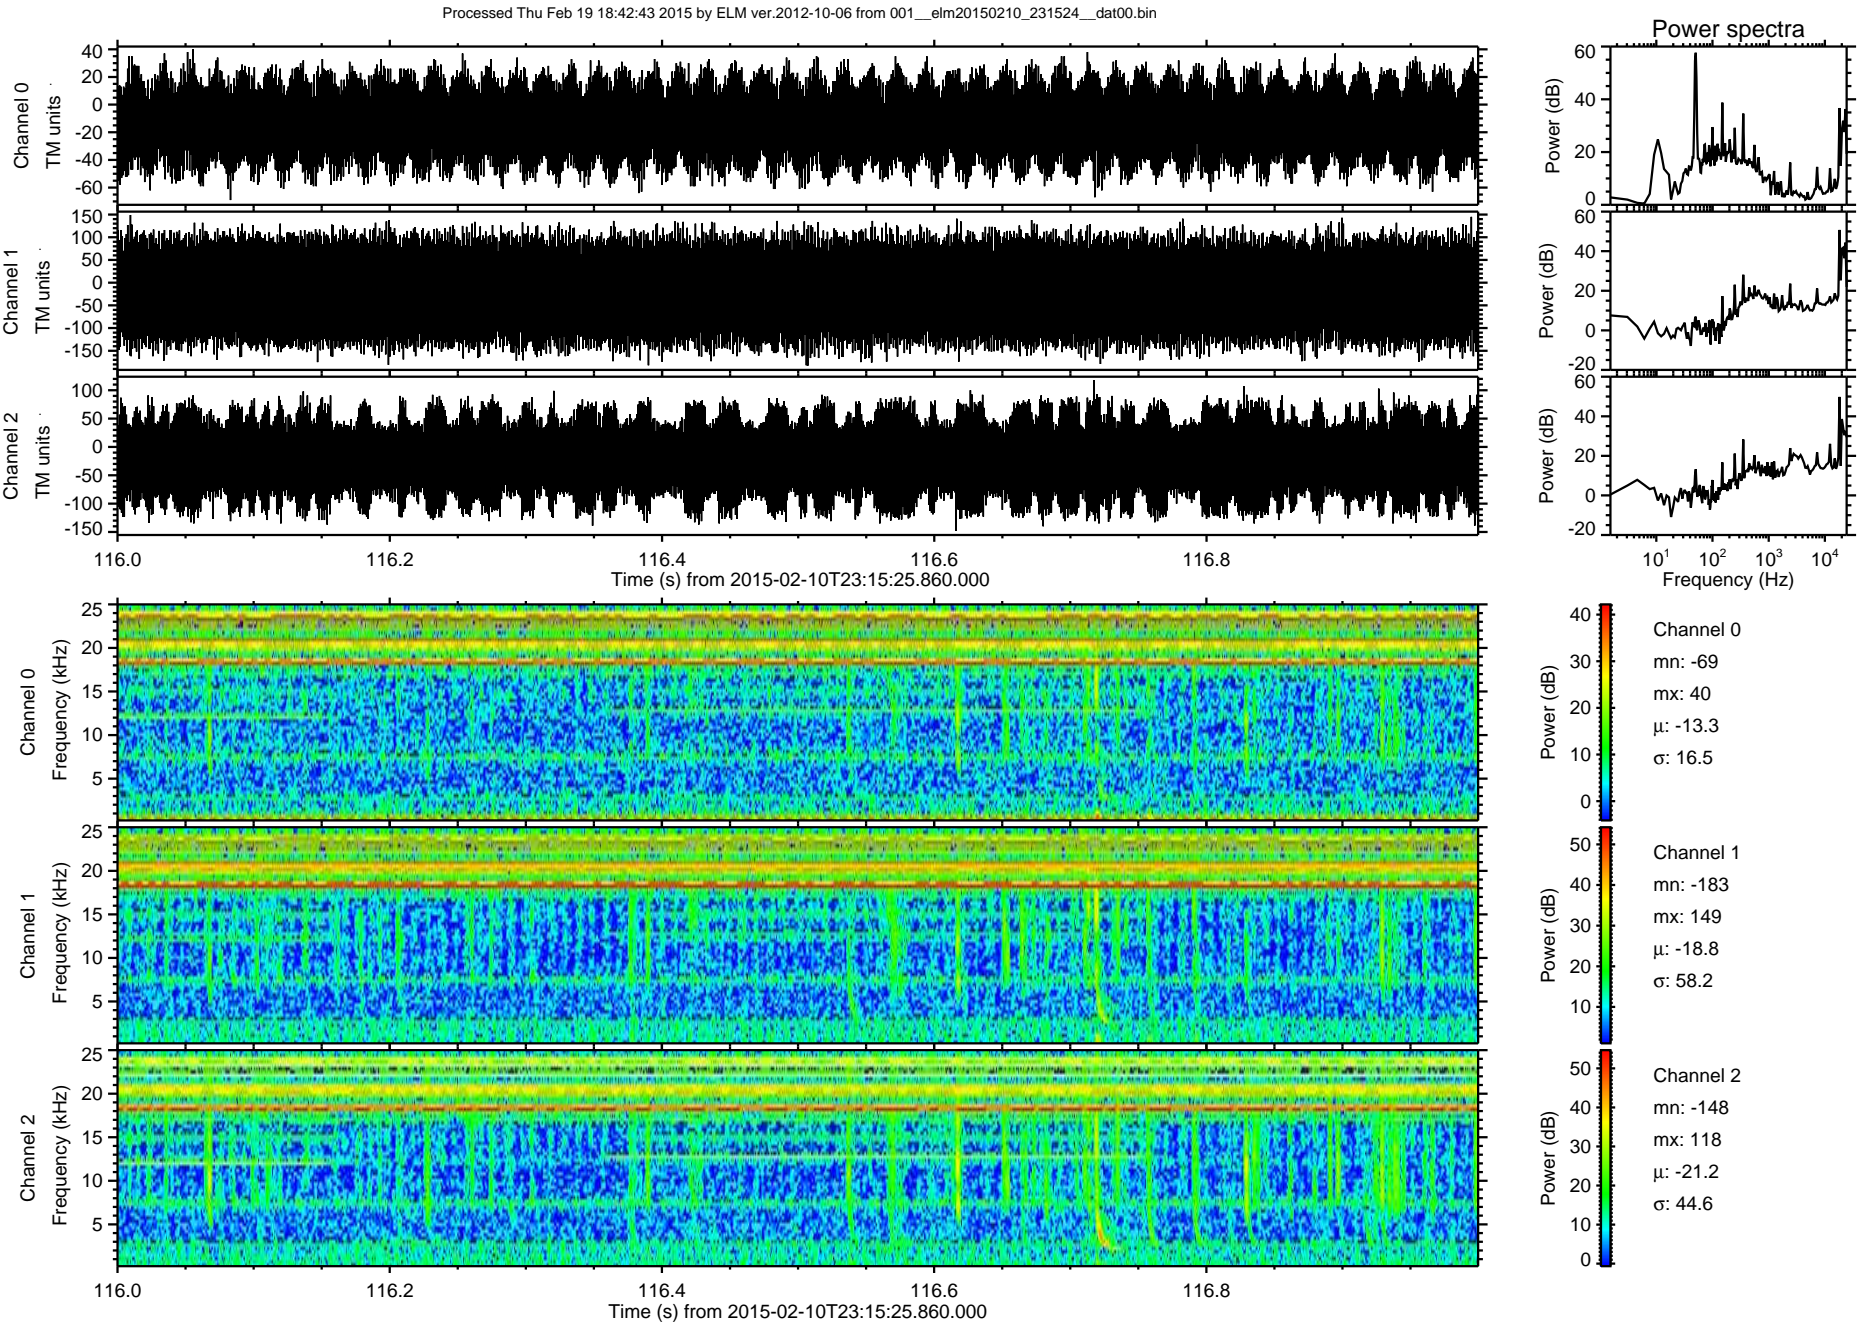 Processed Thu Feb 19 18:42:43 2015 by ELM ver.2012-10-06 from 001__elm20150210_231524__dat00.bin
Power spectra
Channel 0
TM units
40
20
0
-20
-40
-60
Power (dB)
60
40
20
0
Channel 1
TM units
150
100
50
0
-50
-100
-150
Power (dB)
60
40
20
0
-20
Channel 2
TM units
100
50
0
-50
-100
-150
Power (dB)
60
40
20
0
-20
116.0 116.2 116.4 116.6 116.8
Time (s) from 2015-02-10T23:15:25.860.000
10¹ 10² 10³ 10⁴
Frequency (Hz)
Channel 0
Frequency (kHz)
25
20
15
10
5
Power (dB)
40
30
20
10
0
Channel 0
mn: -69
mx: 40
μ: -13.3
σ: 16.5
Channel 1
Frequency (kHz)
25
20
15
10
5
Power (dB)
50
40
30
20
10
Channel 1
mn: -183
mx: 149
μ: -18.8
σ: 58.2
Channel 2
Frequency (kHz)
25
20
15
10
5
Power (dB)
50
40
30
20
10
0
Channel 2
mn: -148
mx: 118
μ: -21.2
σ: 44.6
116.0 116.2 116.4 116.6 116.8
Time (s) from 2015-02-10T23:15:25.860.000